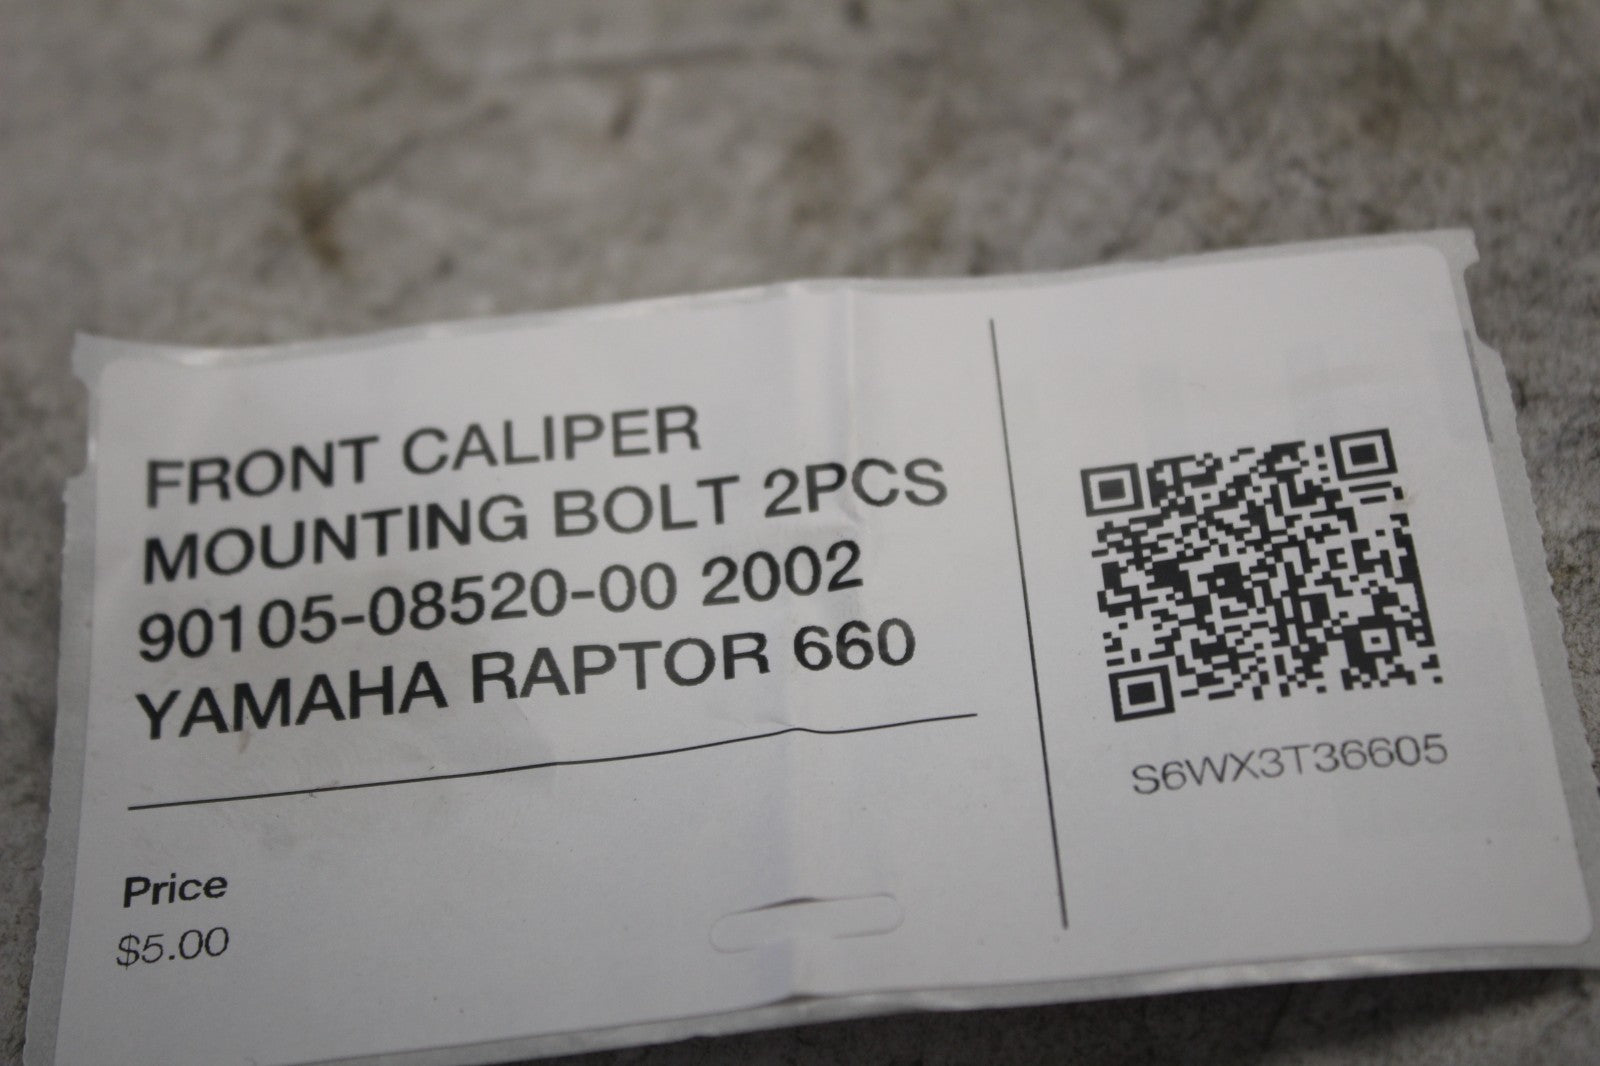 FRONT CALIPER
MOUNTING BOLT 2PCS
90105-08520-00 2002
YAMAHA RAPTOR 660
Price
$5.00
S6WX3T36605